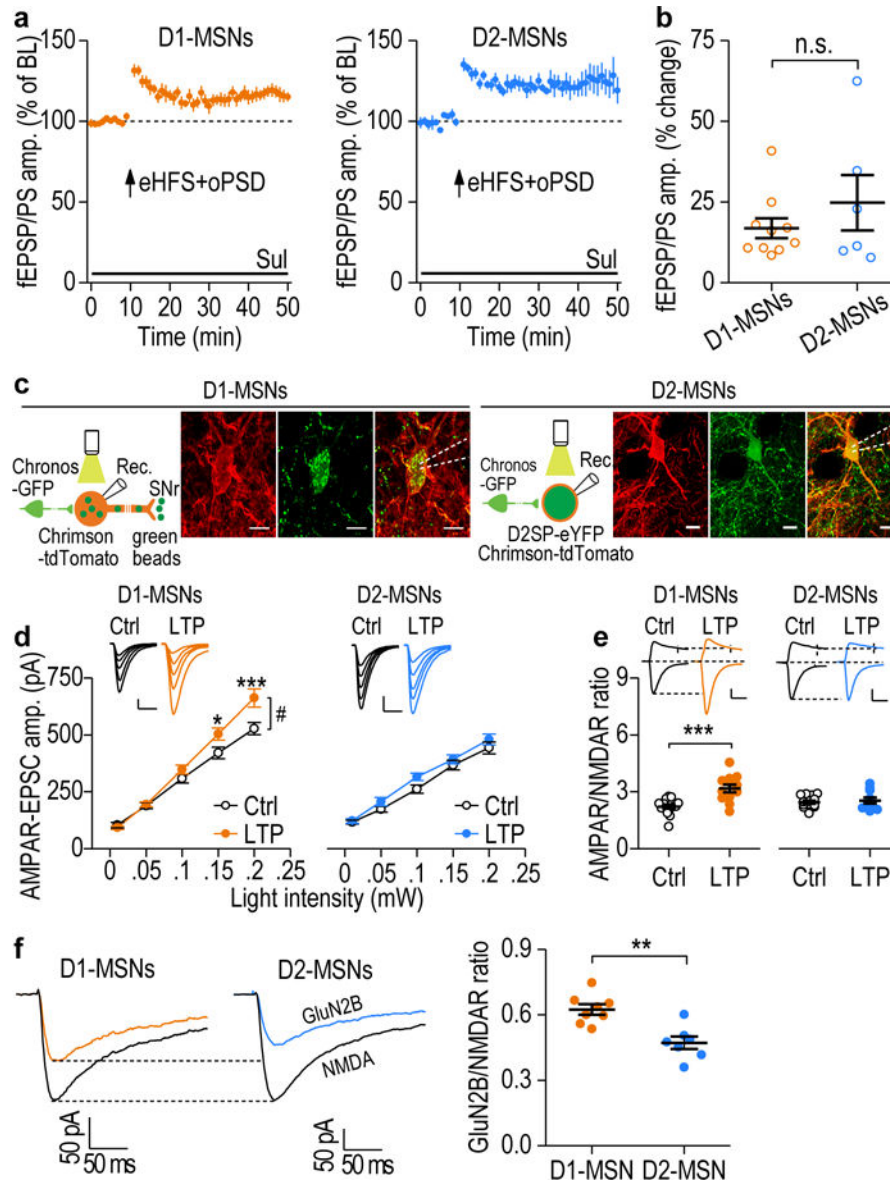 a
D1-MSNs
fEPSP/PS amp. (% of BL)
150
100
50
0
eHFS+oPSD
Sul
0 10 20 30 40 50
Time (min)
D2-MSNs
fEPSP/PS amp. (% of BL)
150
100
50
0
eHFS+oPSD
Sul
0 10 20 30 40 50
Time (min)
b
n.s.
fEPSP/PS amp. (% change)
75
50
25
0
D1-MSNs
D2-MSNs
c
D1-MSNs
Chronos
-GFP
Rec.
SNr
Chrimson
-tdTomato
green
beads
D2-MSNs
Chronos
-GFP
Rec.
D2SP-eYFP
Chrimson-tdTomato
d
D1-MSNs
Ctrl LTP
AMPAR-EPSC amp. (pA)
750
500
250
0
* *** #
Ctrl
LTP
0 .05 .1 .15 .2 .25
D2-MSNs
Ctrl LTP
Ctrl
LTP
0 .05 .1 .15 .2 .25
Light intensity (mW)
e
D1-MSNs
Ctrl LTP
AMPAR/NMDAR ratio
9
6
3
0
***
Ctrl LTP
D2-MSNs
Ctrl LTP
Ctrl LTP
f
D1-MSNs
50 pA
50 ms
D2-MSNs
GluN2B
NMDA
50 pA
50 ms
GluN2B/NMDAR ratio
0.9
0.6
0.3
0.0
**
D1-MSN D2-MSN